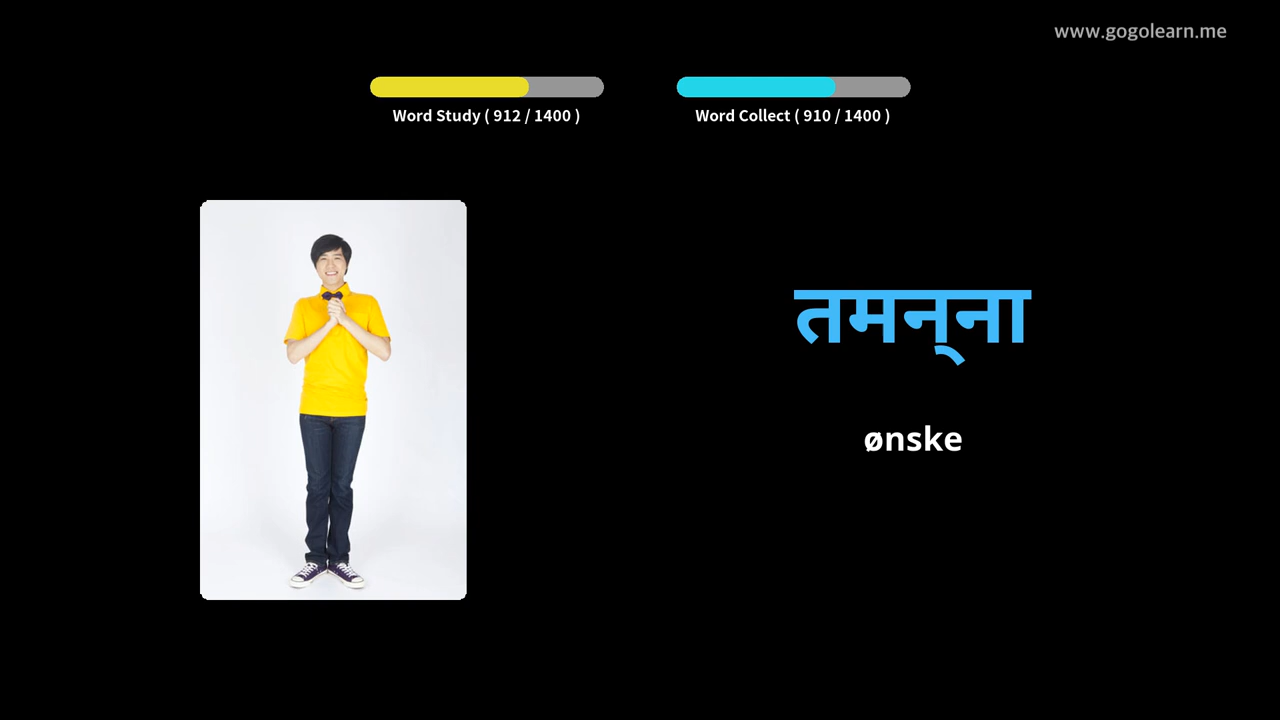 www.gogolearn.me
Word Study ( 912 / 1400 )
Word Collect ( 910 / 1400 )
तमन्‌ना
ønske